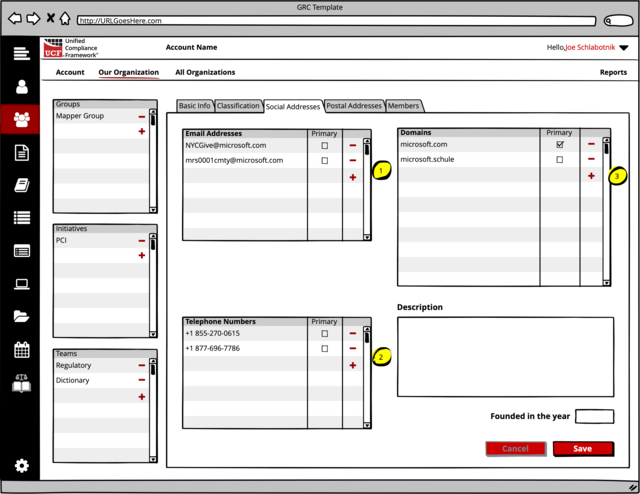 GRC Template
http://URLGoesHere.com
UCF
Unified
Compliance
Framework
Account Name
Hello, Joe Schlabotnik
Account
Our Organization
All Organizations
Reports
Groups
Mapper Group
Initiatives
PCI
Teams
Regulatory
Dictionary
Basic Info
Classification
Social Addresses
Postal Addresses
Members
Email Addresses
Primary
NYCGive@microsoft.com
mrs0001cmty@microsoft.com
1
Domains
Primary
microsoft.com
microsoft.schule
3
Telephone Numbers
Primary
+1 855-270-0615
+1 877-696-7786
2
Description
Founded in the year
Cancel
Save